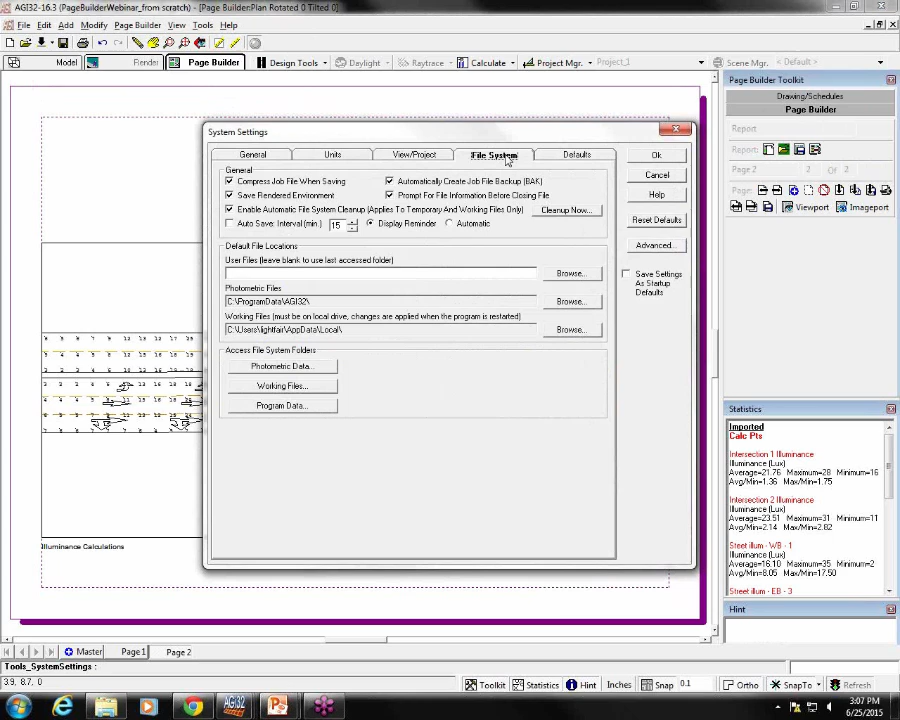 AGI32-16.3 (PageBuilderWebinar_from scratch) - [Page Builder:Plan Rotated 0 Tilted 0]
File Edit Add Modify Page Builder View Tools Help
Model Render Page Builder Design Tools Daylight Raytrace Calculate Project Mgr. Project_1 Scene Mgr. < Default >
Page Builder Toolkit
Drawing/Schedules
Page Builder
Report
Report:
Page 2 Of 2
Page:
Viewport Imageport
System Settings
General Units View/Project File System Defaults
General
Compress Job File When Saving Automatically Create Job File Backup (BAK)
Save Rendered Environment Prompt For File Information Before Closing File
Enable Automatic File System Cleanup (Applies To Temporary And Working Files Only) Cleanup Now...
Auto Save: Interval (min.) 15 Display Reminder Automatic
Default File Locations
User Files (leave blank to use last accessed folder)
Browse...
Photometric Files
C:\ProgramData\AGI32\ Browse...
Working Files (must be on local drive, changes are applied when the program is restarted)
C:\Users\lightfair\AppData\Local\ Browse...
Access File System Folders
Photometric Data...
Working Files...
Program Data...
Ok
Cancel
Help
Reset Defaults
Advanced...
Save Settings
As Startup
Defaults
Illuminance Calculations
Statistics
Imported
Calc Pts
Intersection 1 Illuminance
Illuminance (Lux)
Average=21.76 Maximum=28 Minimum=16
Avg/Min=1.36 Max/Min=1.75
Intersection 2 Illuminance
Illuminance (Lux)
Average=23.51 Maximum=31 Minimum=11
Avg/Min=2.14 Max/Min=2.82
Street illum - WB - 1
Illuminance (Lux)
Average=16.10 Maximum=35 Minimum=2
Avg/Min=8.05 Max/Min=17.50
Street illum - EB - 3
Hint
Master Page1 Page 2
Tools_SystemSettings :
3.9, 8.7, 0
Toolkit Statistics Hint Inches Snap 0.1 Ortho SnapTo Refresh
AGI32
3:07 PM
6/25/2015